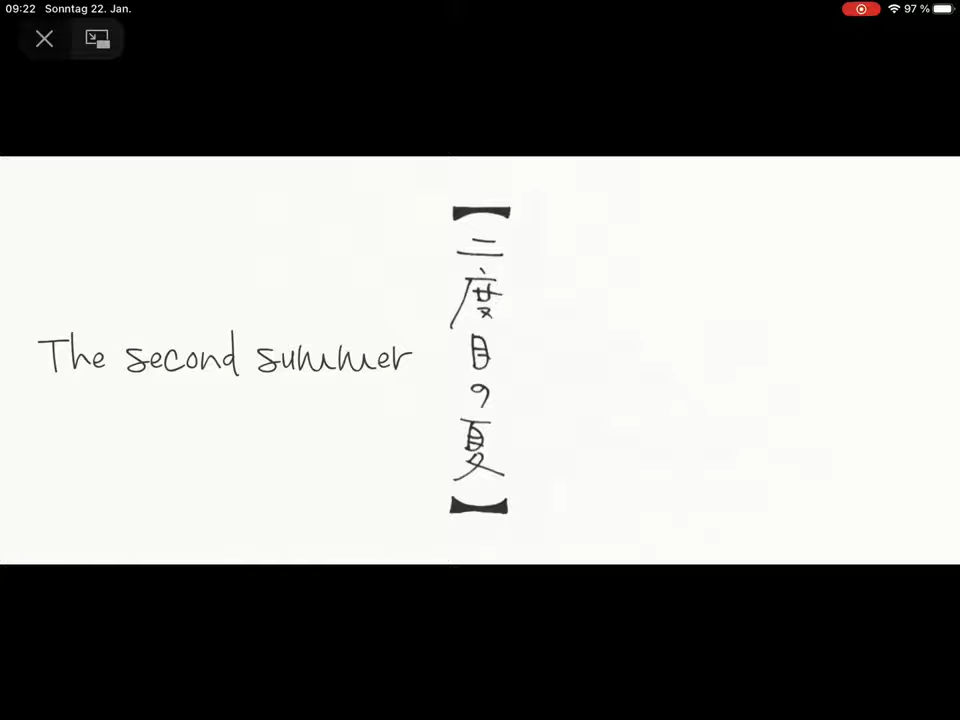 09:22 Sonntag 22. Jan. 97 %
The second summer
【二度目の夏】